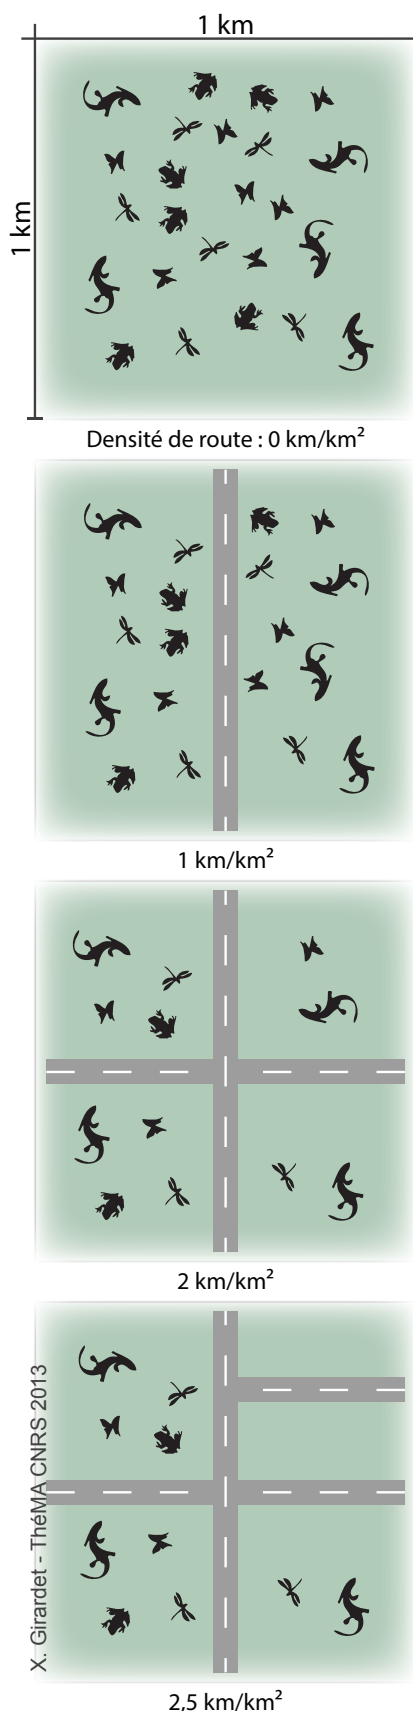 1 km
1 km
Densité de route : 0 km/km²
1 km/km²
2 km/km²
X. Girardet - ThéMA CNRS 2013
2,5 km/km²